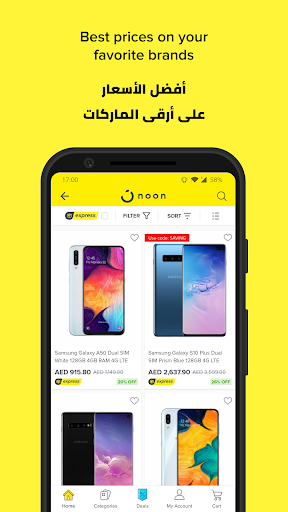 Best prices on your
favorite brands
أفضل الأسعار
على أرقى الماركات
17:00
58%
noon
express
FILTER
SORT
Use code: SAVING
Samsung Galaxy A50 Dual SIM
White 128GB 4GB RAM 4G LTE
AED 915.80 AED 1,149.00
express
20% OFF
Samsung Galaxy S10 Plus Dual
SIM Prism Blue 128GB 4G LTE
AED 2,637.90 AED 3,599.00
express
26% OFF
Home
Categories
Deals
My Account
Cart